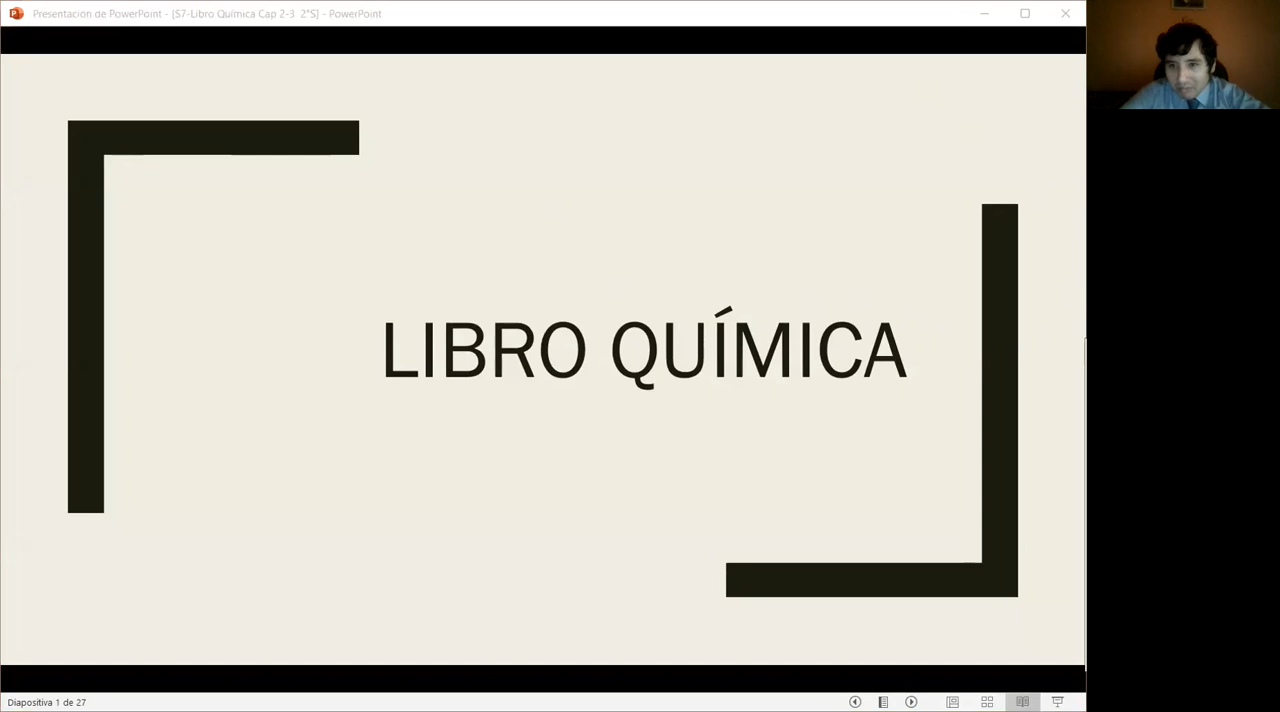 Presentación de PowerPoint - [S7-Libro Química Cap 2-3 2°S] - PowerPoint
LIBRO QUÍMICA
Diapositiva 1 de 27